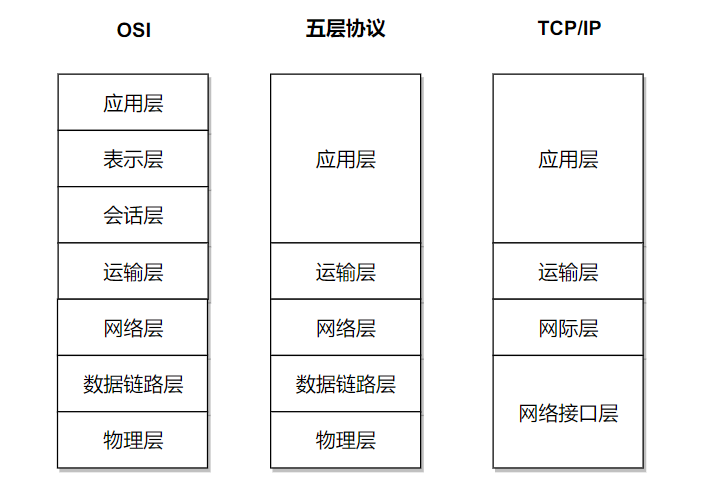 OSI
五层协议
TCP/IP
应用层
表示层
会话层
运输层
网络层
数据链路层
物理层
应用层
运输层
网络层
数据链路层
物理层
应用层
运输层
网际层
网络接口层